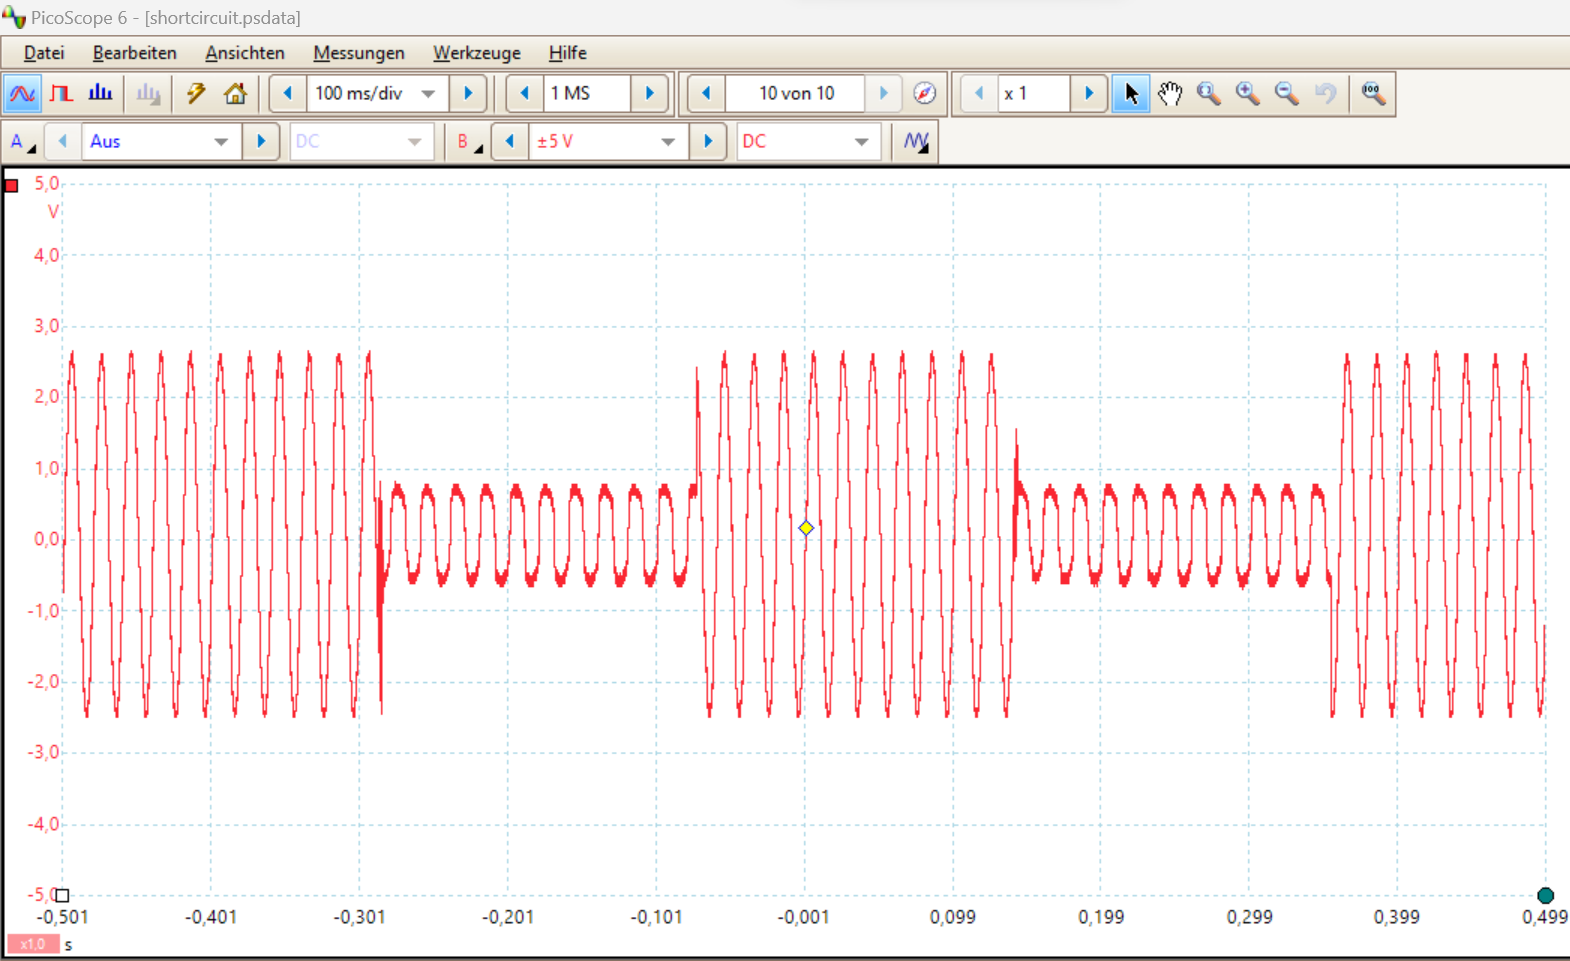 PicoScope 6 - [shortcircuit.psdata]
Datei Bearbeiten Ansichten Messungen Werkzeuge Hilfe
100 ms/div 1 MS 10 von 10 x 1 100
A Aus DC B ±5 V DC
5,0
V
4,0
3,0
2,0
1,0
0,0
-1,0
-2,0
-3,0
-4,0
-5,0
-0,501 -0,401 -0,301 -0,201 -0,101 -0,001 0,099 0,199 0,299 0,399 0,499
x1,0 s